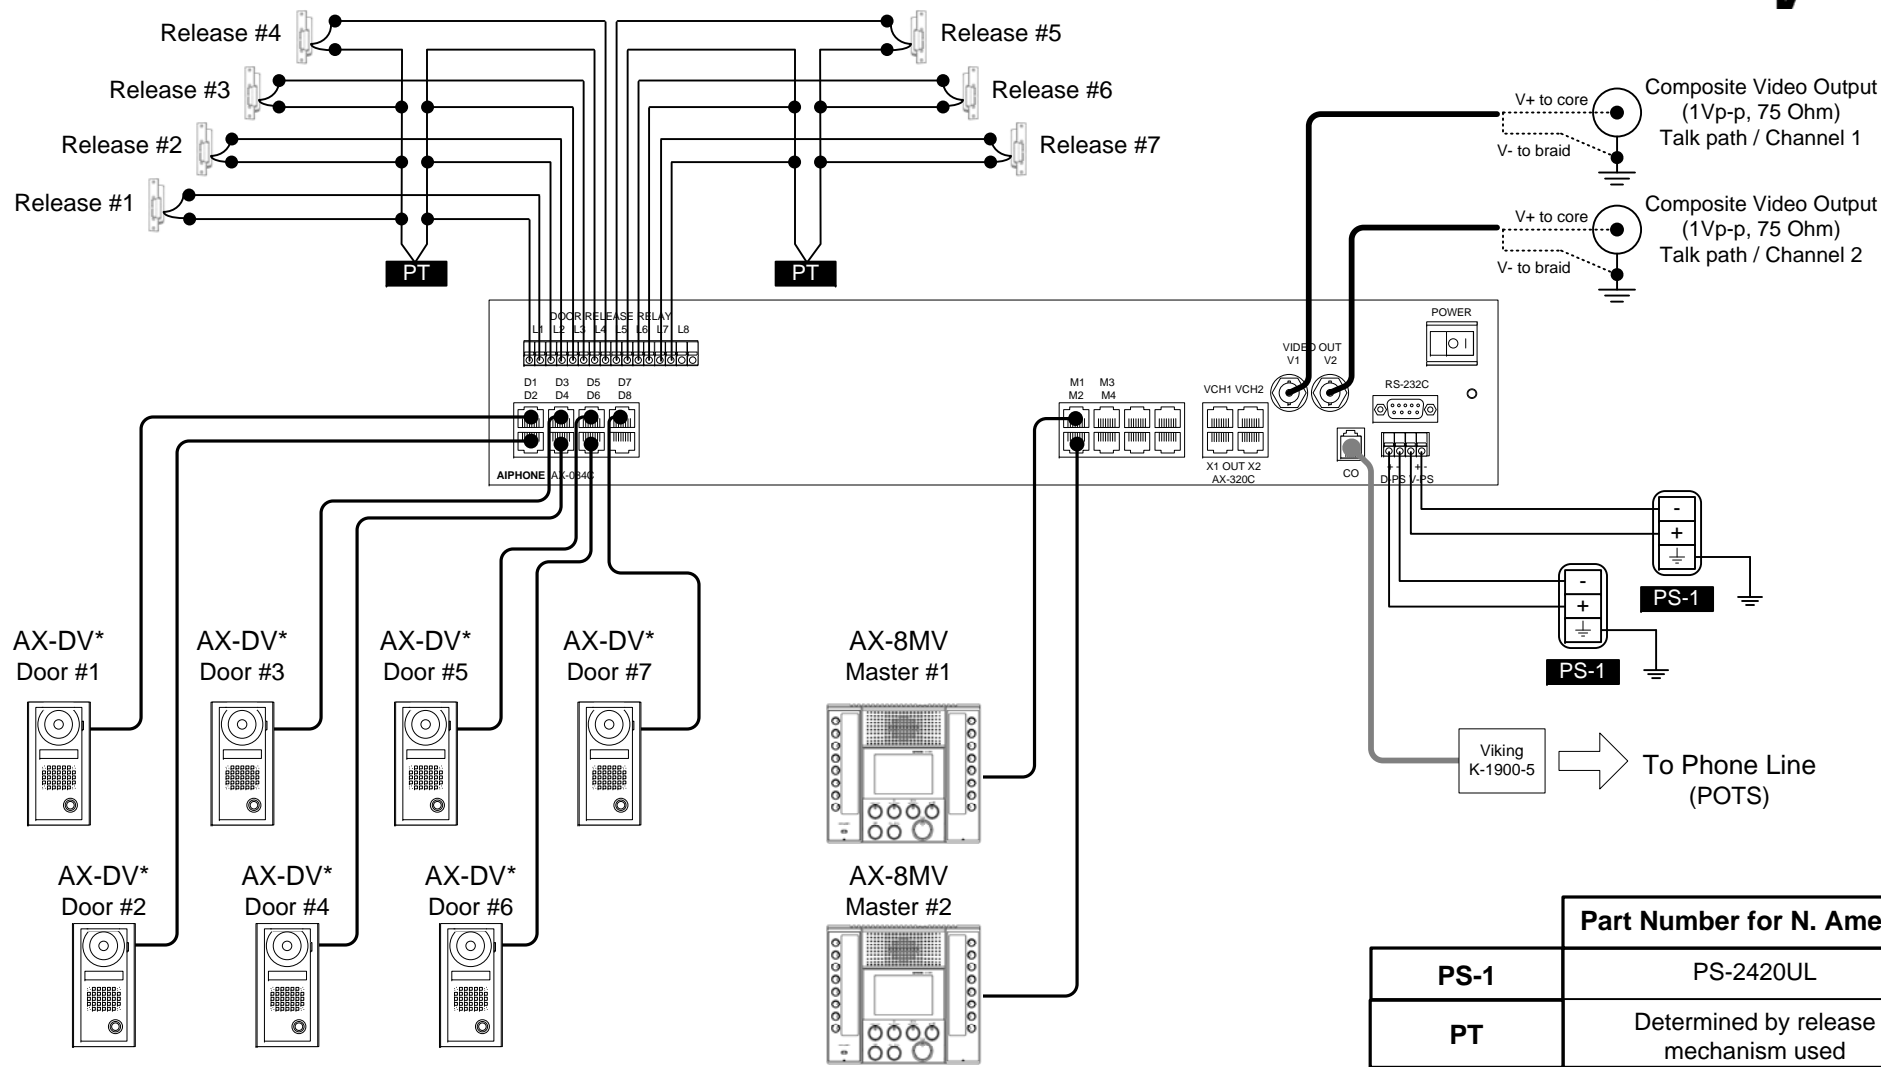 Release #4
Release #5
Release #3
Release #6
Release #2
Release #7
Release #1
PT
PT
V+ to core
V- to braid
Composite Video Output
(1Vp-p, 75 Ohm)
Talk path / Channel 1
V+ to core
V- to braid
Composite Video Output
(1Vp-p, 75 Ohm)
Talk path / Channel 2
DOOR RELEASE RELAY
L1 L2 L3 L4 L5 L6 L7 L8
D1 D3 D5 D7
D2 D4 D6 D8
AIPHONE AX-084C
M1 M3
M2 M4
VCH1 VCH2
X1 OUT X2
AX-320C
VIDEO OUT
V1 V2
POWER
RS-232C
CO
+ - + -
D-PS V-PS
-
+
PS-1
-
+
PS-1
AX-DV*
Door #1
AX-DV*
Door #3
AX-DV*
Door #5
AX-DV*
Door #7
AX-8MV
Master #1
Viking
K-1900-5
To Phone Line
(POTS)
AX-DV*
Door #2
AX-DV*
Door #4
AX-DV*
Door #6
AX-8MV
Master #2
Part Number for N. Ame
PS-1
PS-2420UL
PT
Determined by release
mechanism used